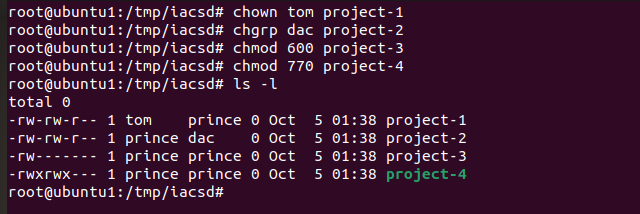 root@ubuntu1:/tmp/iacsd# chown tom project-1
root@ubuntu1:/tmp/iacsd# chgrp dac project-2
root@ubuntu1:/tmp/iacsd# chmod 600 project-3
root@ubuntu1:/tmp/iacsd# chmod 770 project-4
root@ubuntu1:/tmp/iacsd# ls -l
total 0
-rw-rw-r-- 1 tom    prince 0 Oct  5 01:38 project-1
-rw-rw-r-- 1 prince dac    0 Oct  5 01:38 project-2
-rw------- 1 prince prince 0 Oct  5 01:38 project-3
-rwxrwx--- 1 prince prince 0 Oct  5 01:38 project-4
root@ubuntu1:/tmp/iacsd#